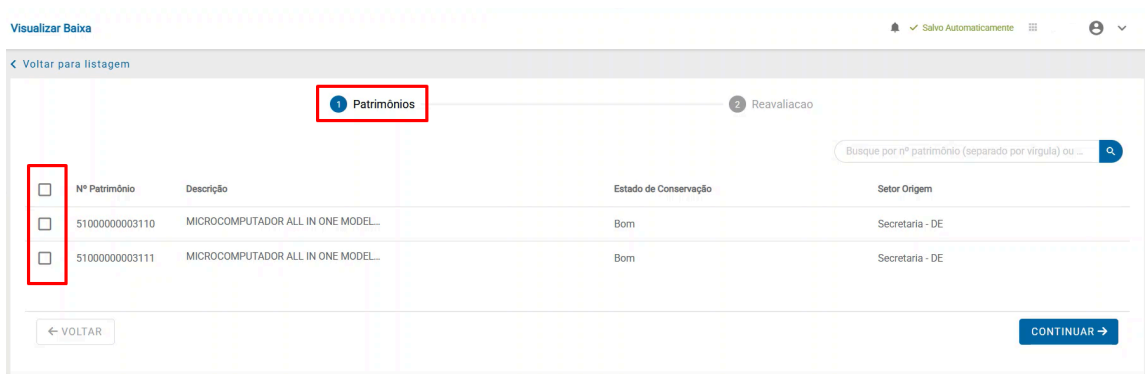 Visualizar Baixa
Salvo Automaticamente
Voltar para listagem
1 Patrimônios
2 Reavaliacao
Busque por nº patrimônio (separado por virgula) ou ...
Nº Patrimônio Descrição Estado de Conservação Setor Origem
51000000003110 MICROCOMPUTADOR ALL IN ONE MODEL... Bom Secretaria - DE
51000000003111 MICROCOMPUTADOR ALL IN ONE MODEL... Bom Secretaria - DE
VOLTAR
CONTINUAR